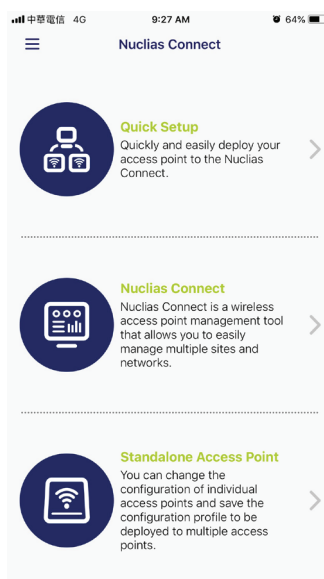 中華電信 4G 9:27 AM 64%
Nuclias Connect
Quick Setup
Quickly and easily deploy your
access point to the Nuclias
Connect.
Nuclias Connect
Nuclias Connect is a wireless
access point management tool
that allows you to easily
manage multiple sites and
networks.
Standalone Access Point
You can change the
configuration of individual
access points and save the
configuration profile to be
deployed to multiple access
points.